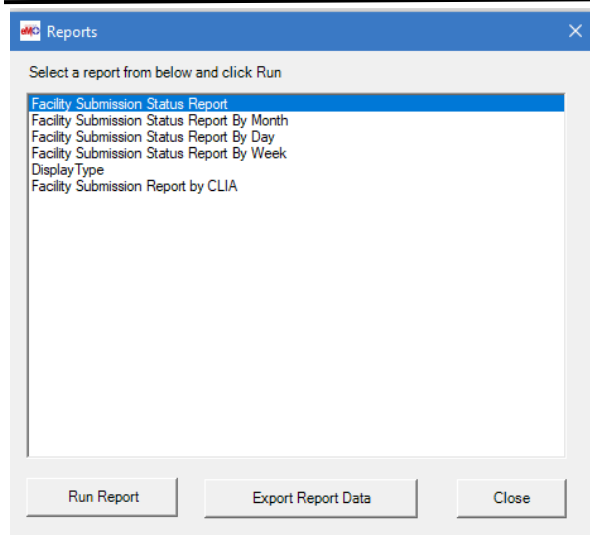 eMC Reports
Select a report from below and click Run
Facility Submission Status Report
Facility Submission Status Report By Month
Facility Submission Status Report By Day
Facility Submission Status Report By Week
DisplayType
Facility Submission Report by CLIA
Run Report Export Report Data Close